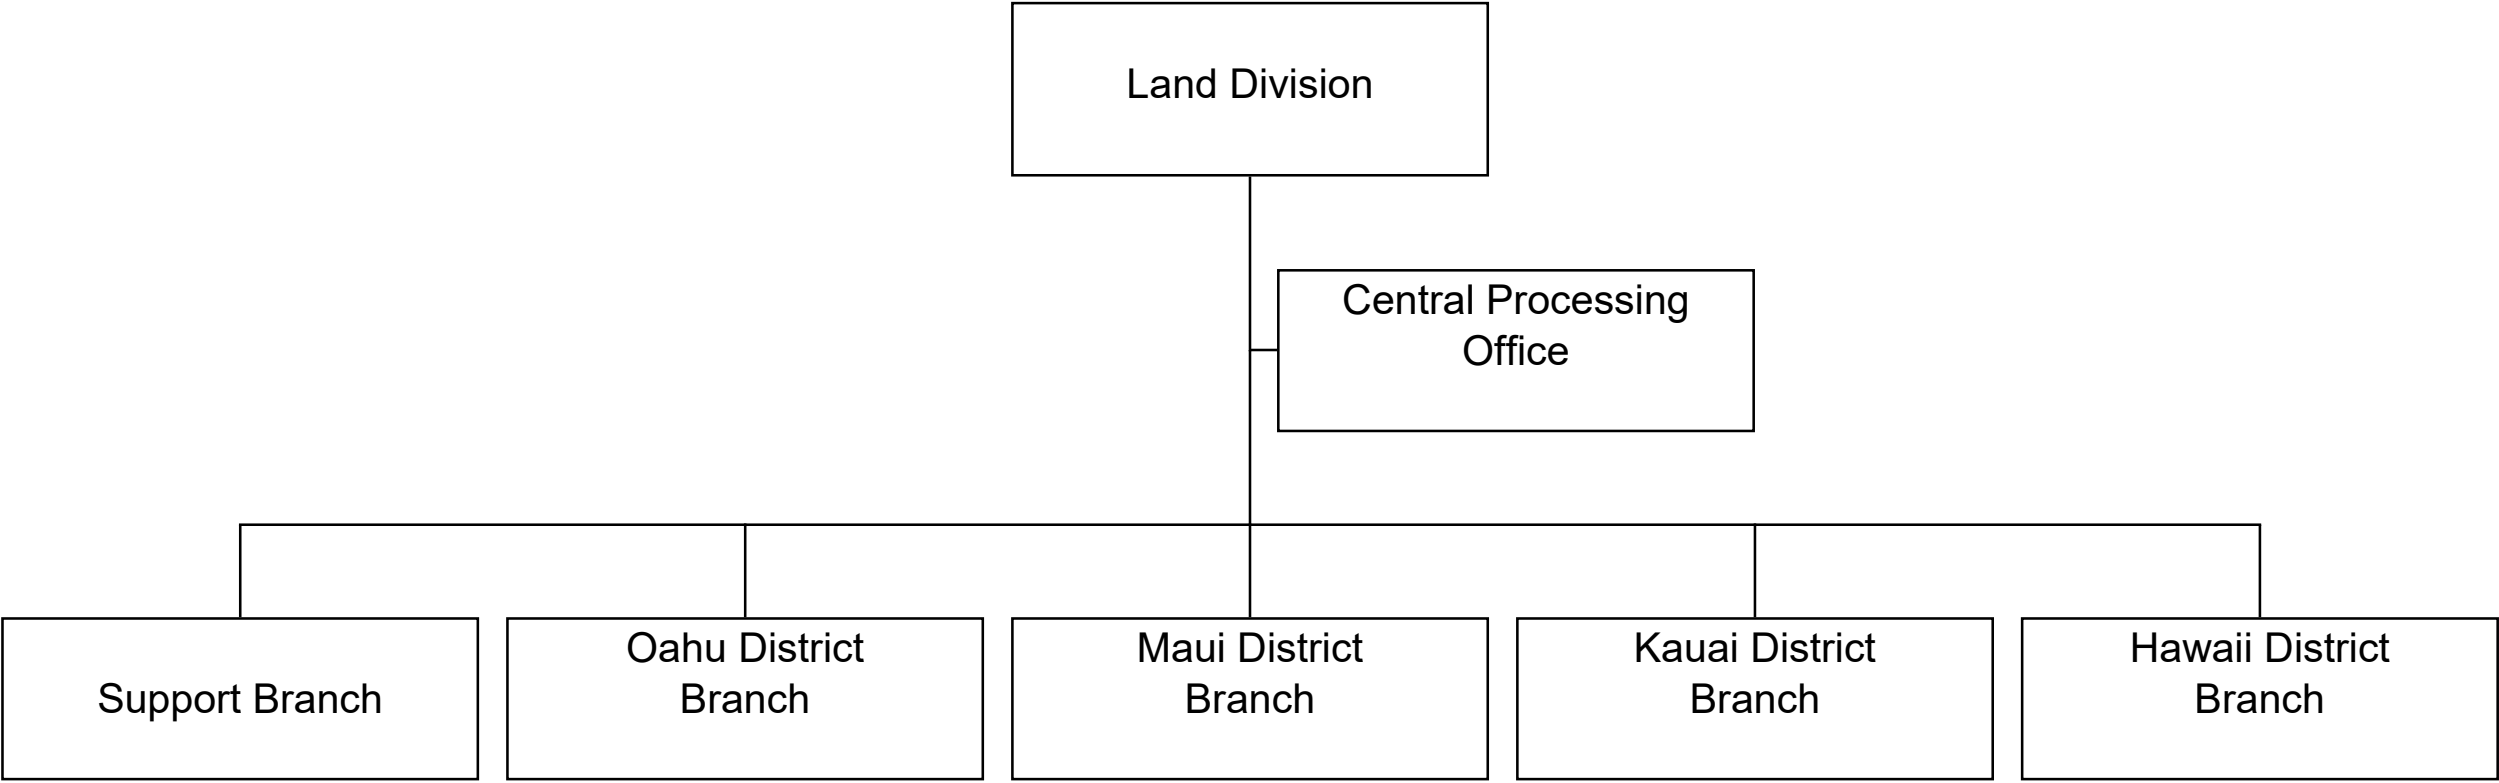 Land Division
Central Processing
Office
Support Branch
Oahu District
Branch
Maui District
Branch
Kauai District
Branch
Hawaii District
Branch